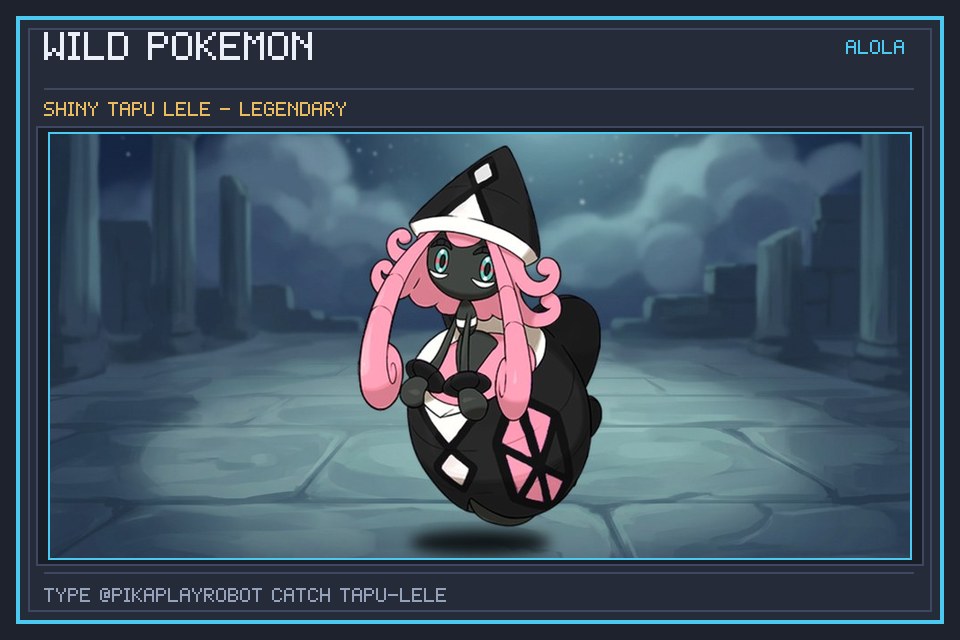 WILD POKEMON
ALOLA
SHINY TAPU LELE - LEGENDARY
TYPE @PIKAPLAYROBOT CATCH TAPU-LELE